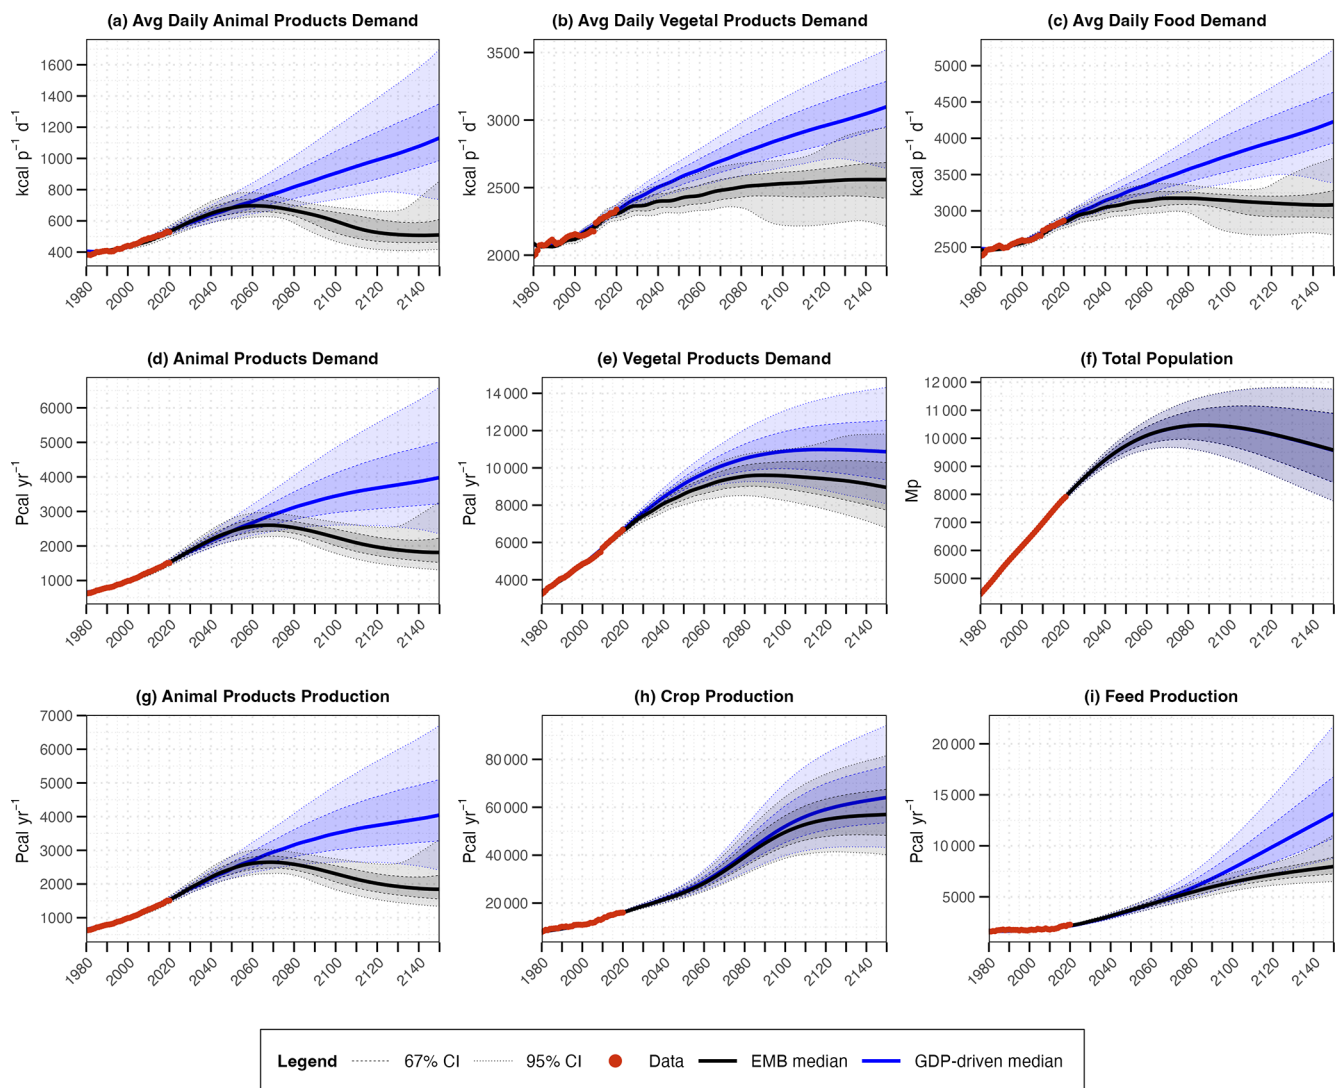 (a) Avg Daily Animal Products Demand
kcal p⁻¹ d⁻¹
1600
1400
1200
1000
800
600
400
1980 2000 2020 2040 2060 2080 2100 2120 2140
(b) Avg Daily Vegetal Products Demand
kcal p⁻¹ d⁻¹
3500
3000
2500
2000
1980 2000 2020 2040 2060 2080 2100 2120 2140
(c) Avg Daily Food Demand
kcal p⁻¹ d⁻¹
5000
4500
4000
3500
3000
2500
1980 2000 2020 2040 2060 2080 2100 2120 2140
(d) Animal Products Demand
Pcal yr⁻¹
6000
5000
4000
3000
2000
1000
1980 2000 2020 2040 2060 2080 2100 2120 2140
(e) Vegetal Products Demand
Pcal yr⁻¹
14 000
12 000
10 000
8000
6000
4000
1980 2000 2020 2040 2060 2080 2100 2120 2140
(f) Total Population
Mp
12 000
11 000
10 000
9000
8000
7000
6000
5000
1980 2000 2020 2040 2060 2080 2100 2120 2140
(g) Animal Products Production
Pcal yr⁻¹
7000
6000
5000
4000
3000
2000
1000
1980 2000 2020 2040 2060 2080 2100 2120 2140
(h) Crop Production
Pcal yr⁻¹
80 000
60 000
40 000
20 000
1980 2000 2020 2040 2060 2080 2100 2120 2140
(i) Feed Production
Pcal yr⁻¹
20 000
15 000
10 000
5000
1980 2000 2020 2040 2060 2080 2100 2120 2140
Legend 67% CI 95% CI Data EMB median GDP-driven median